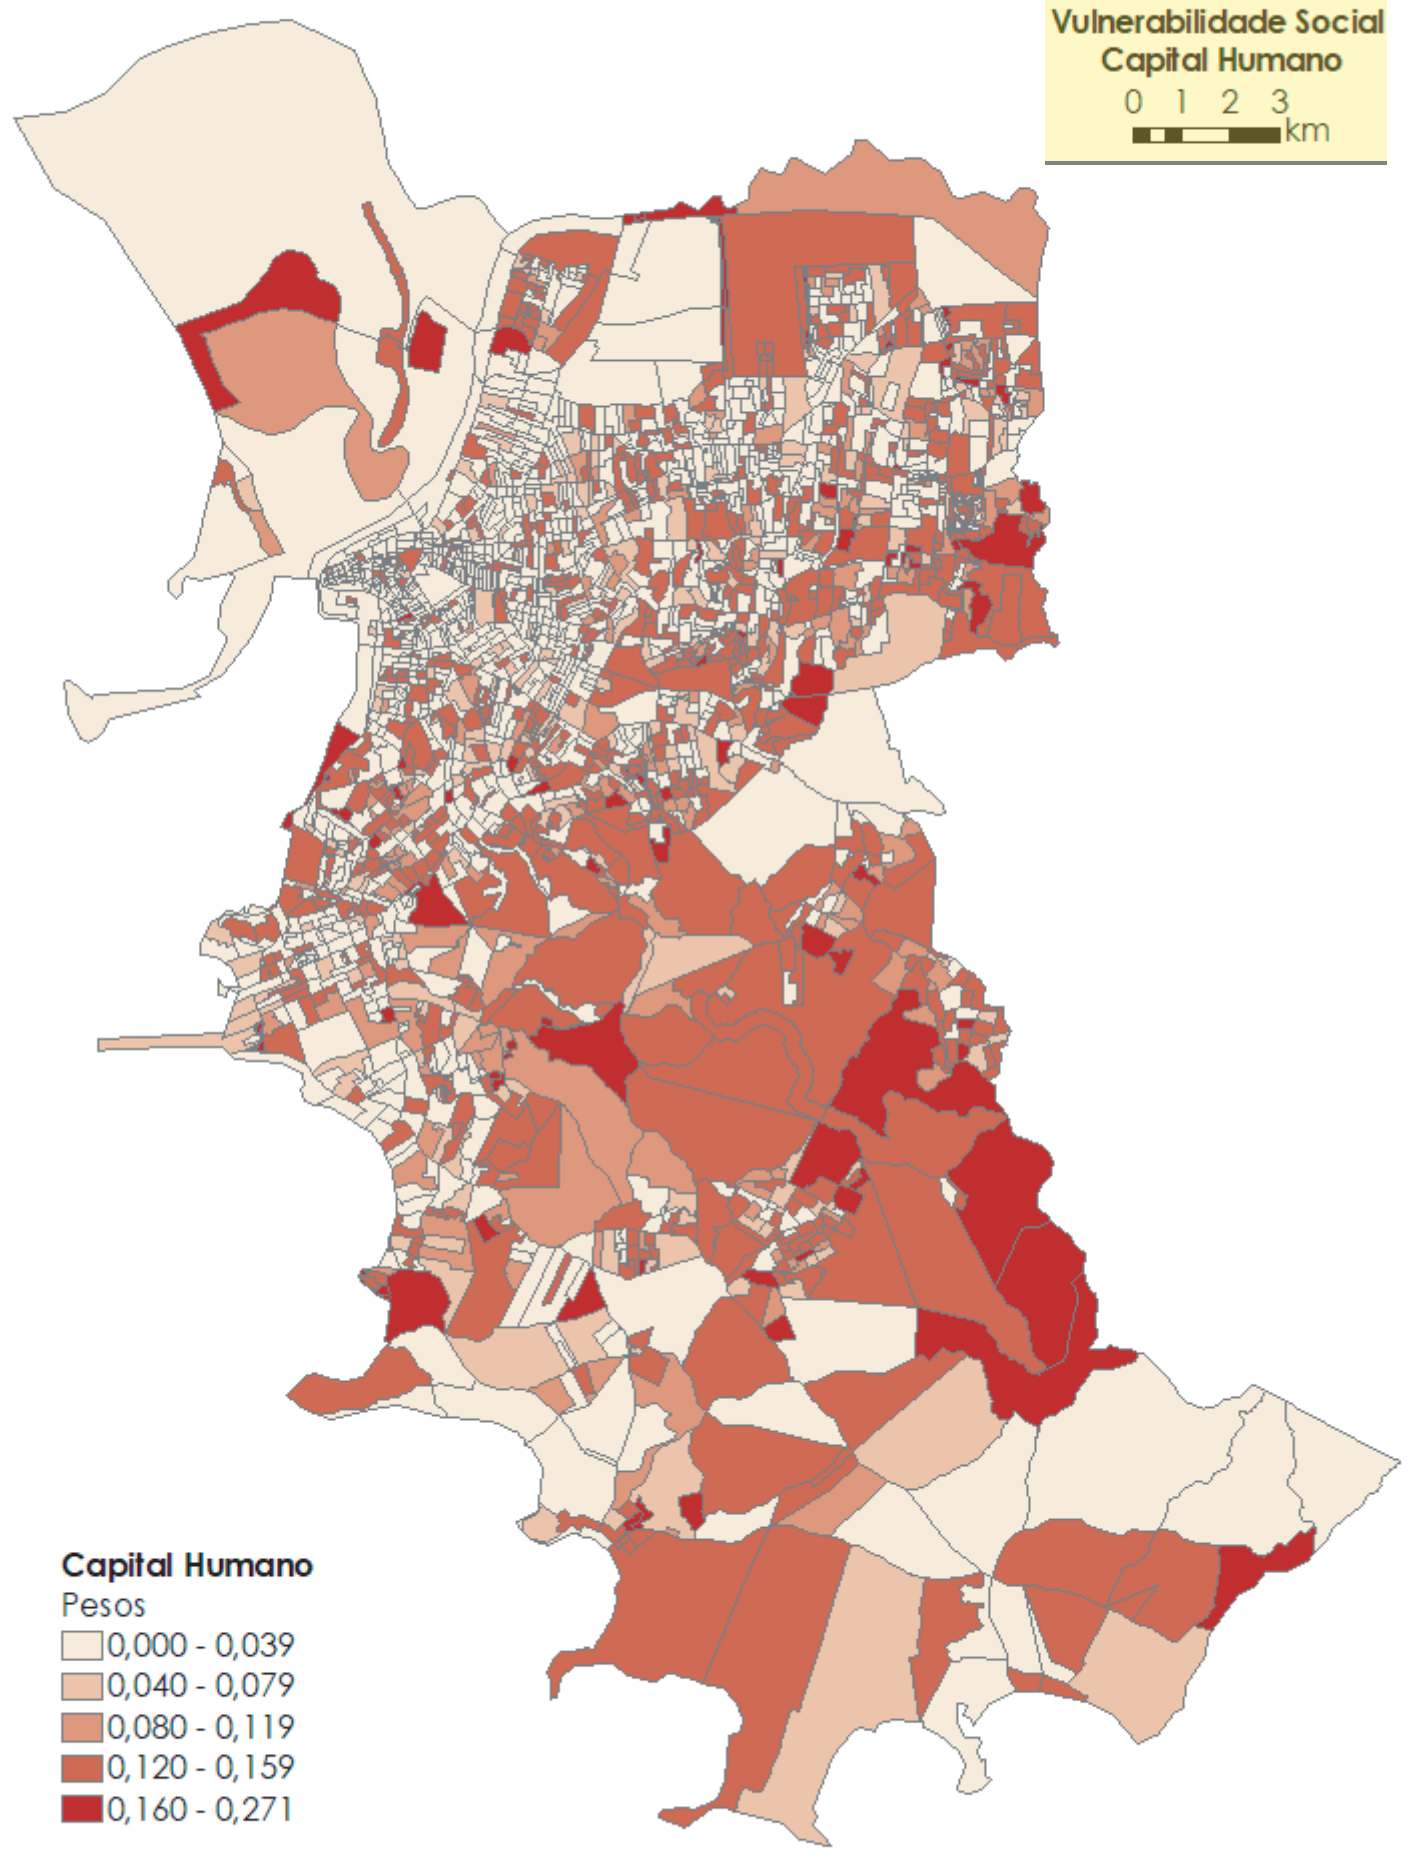 Vulnerabilidade Social
Capital Humano
0 1 2 3
km
Capital Humano
Pesos
0,000 - 0,039
0,040 - 0,079
0,080 - 0,119
0,120 - 0,159
0,160 - 0,271